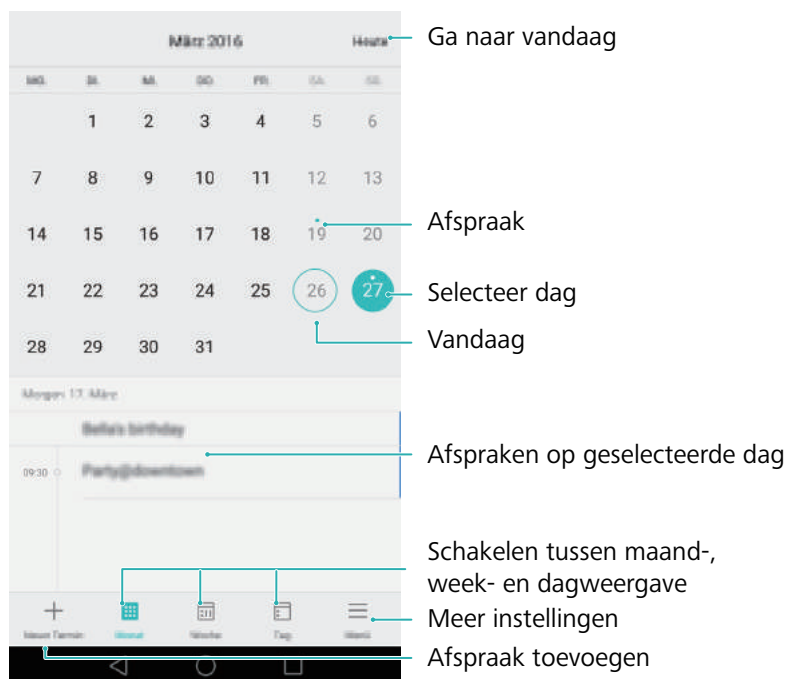 März 2016 Heute
Ga naar vandaag
MO. DI. MI. DO. FR. SA. SO.
1 2 3 4 5 6
7 8 9 10 11 12 13
14 15 16 17 18 19 20
Afspraak
21 22 23 24 25 26 27
Selecteer dag
Vandaag
28 29 30 31
Morgen 17. März
Bella's birthday
09:30 Party@downtown
Afspraken op geselecteerde dag
Schakelen tussen maand-,
week- en dagweergave
Meer instellingen
Neuer Termin Monat Woche Tag Menü
Afspraak toevoegen